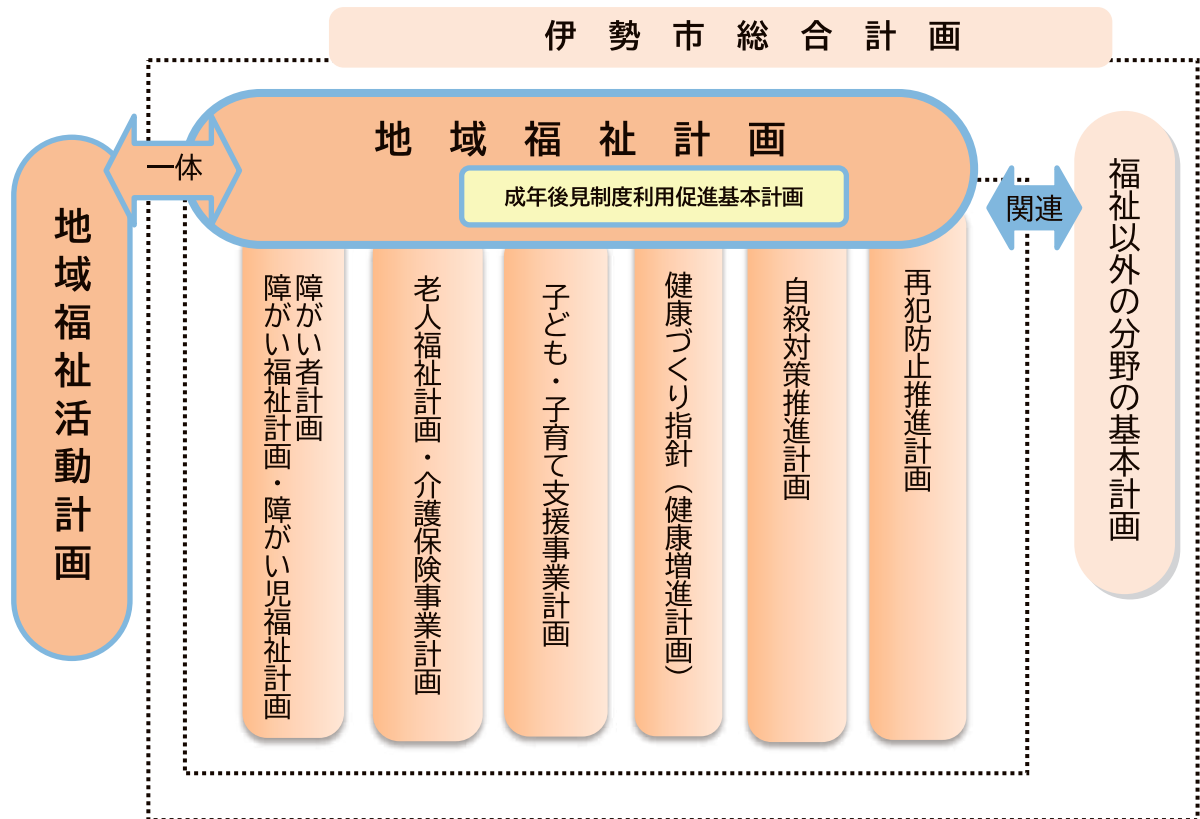 伊勢市総合計画
地域福祉計画
成年後見制度利用促進基本計画
一体
関連
地域福祉活動計画
障がい者計画
障がい福祉計画・障がい児福祉計画
老人福祉計画・介護保険事業計画
子ども・子育て支援事業計画
健康づくり指針（健康増進計画）
自殺対策推進計画
再犯防止推進計画
福祉以外の分野の基本計画